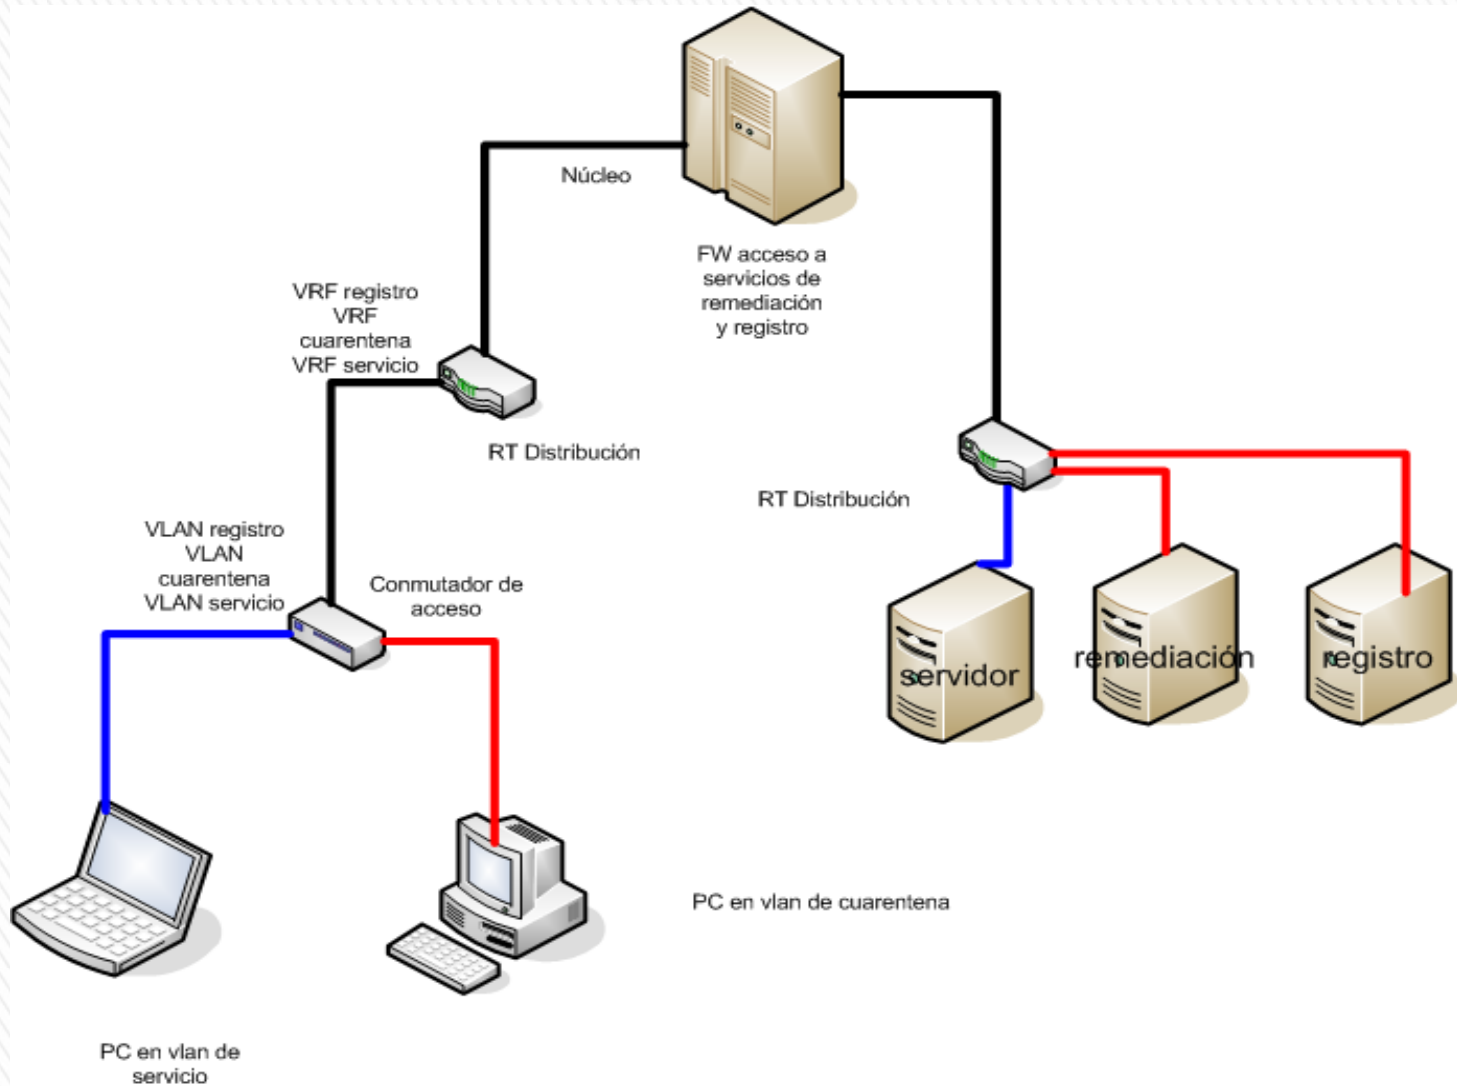 Núcleo
FW acceso a
servicios de
remediación
y registro
VRF registro
VRF
cuarentena
VRF servicio
RT Distribución
RT Distribución
VLAN registro
VLAN
cuarentena
VLAN servicio
Conmutador de
acceso
servidor
remediación
registro
PC en vlan de cuarentena
PC en vlan de
servicio